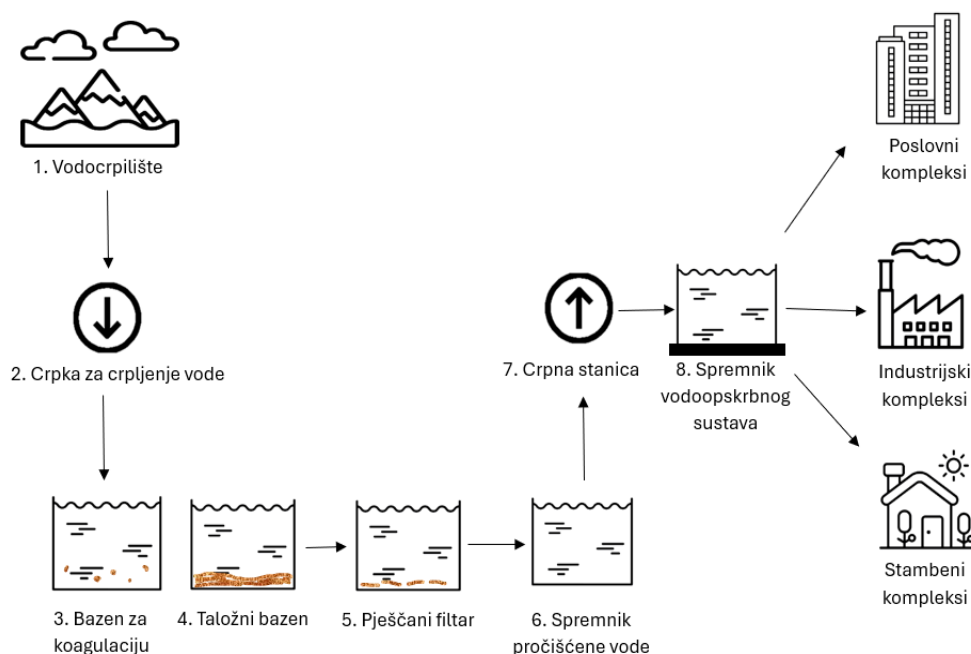 1. Vodocrpilište
2. Crpka za crpljenje vode
3. Bazen za
koagulaciju
4. Taložni bazen
5. Pješčani filtar
6. Spremnik
pročišćene vode
7. Crpna stanica
8. Spremnik
vodoopskrbnog
sustava
Poslovni
kompleksi
Industrijski
kompleksi
Stambeni
kompleksi